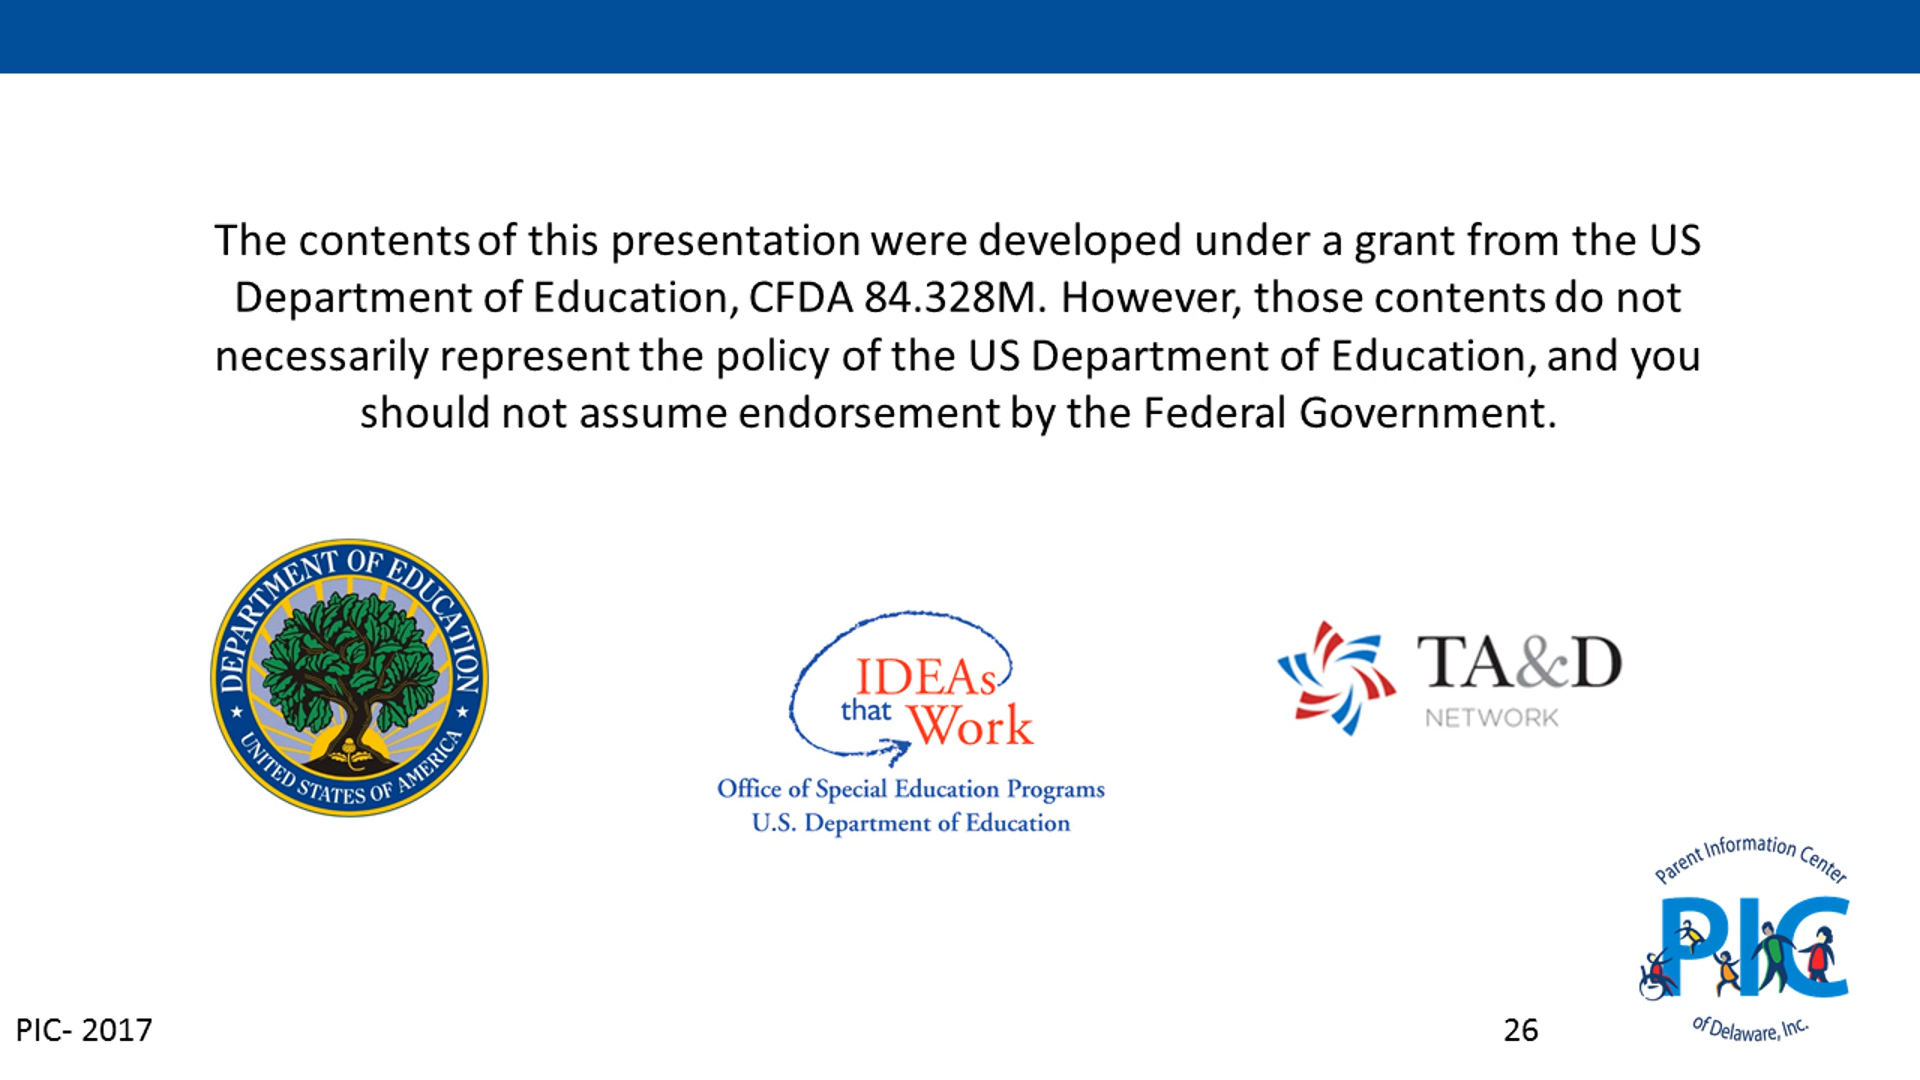 The contents of this presentation were developed under a grant from the US
Department of Education, CFDA 84.328M. However, those contents do not
necessarily represent the policy of the US Department of Education, and you
should not assume endorsement by the Federal Government.
DEPARTMENT OF EDUCATION
UNITED STATES OF AMERICA
IDEAs
that Work
Office of Special Education Programs
U.S. Department of Education
TA&D
NETWORK
Parent Information Center
PIC
of Delaware, Inc.
PIC- 2017
26